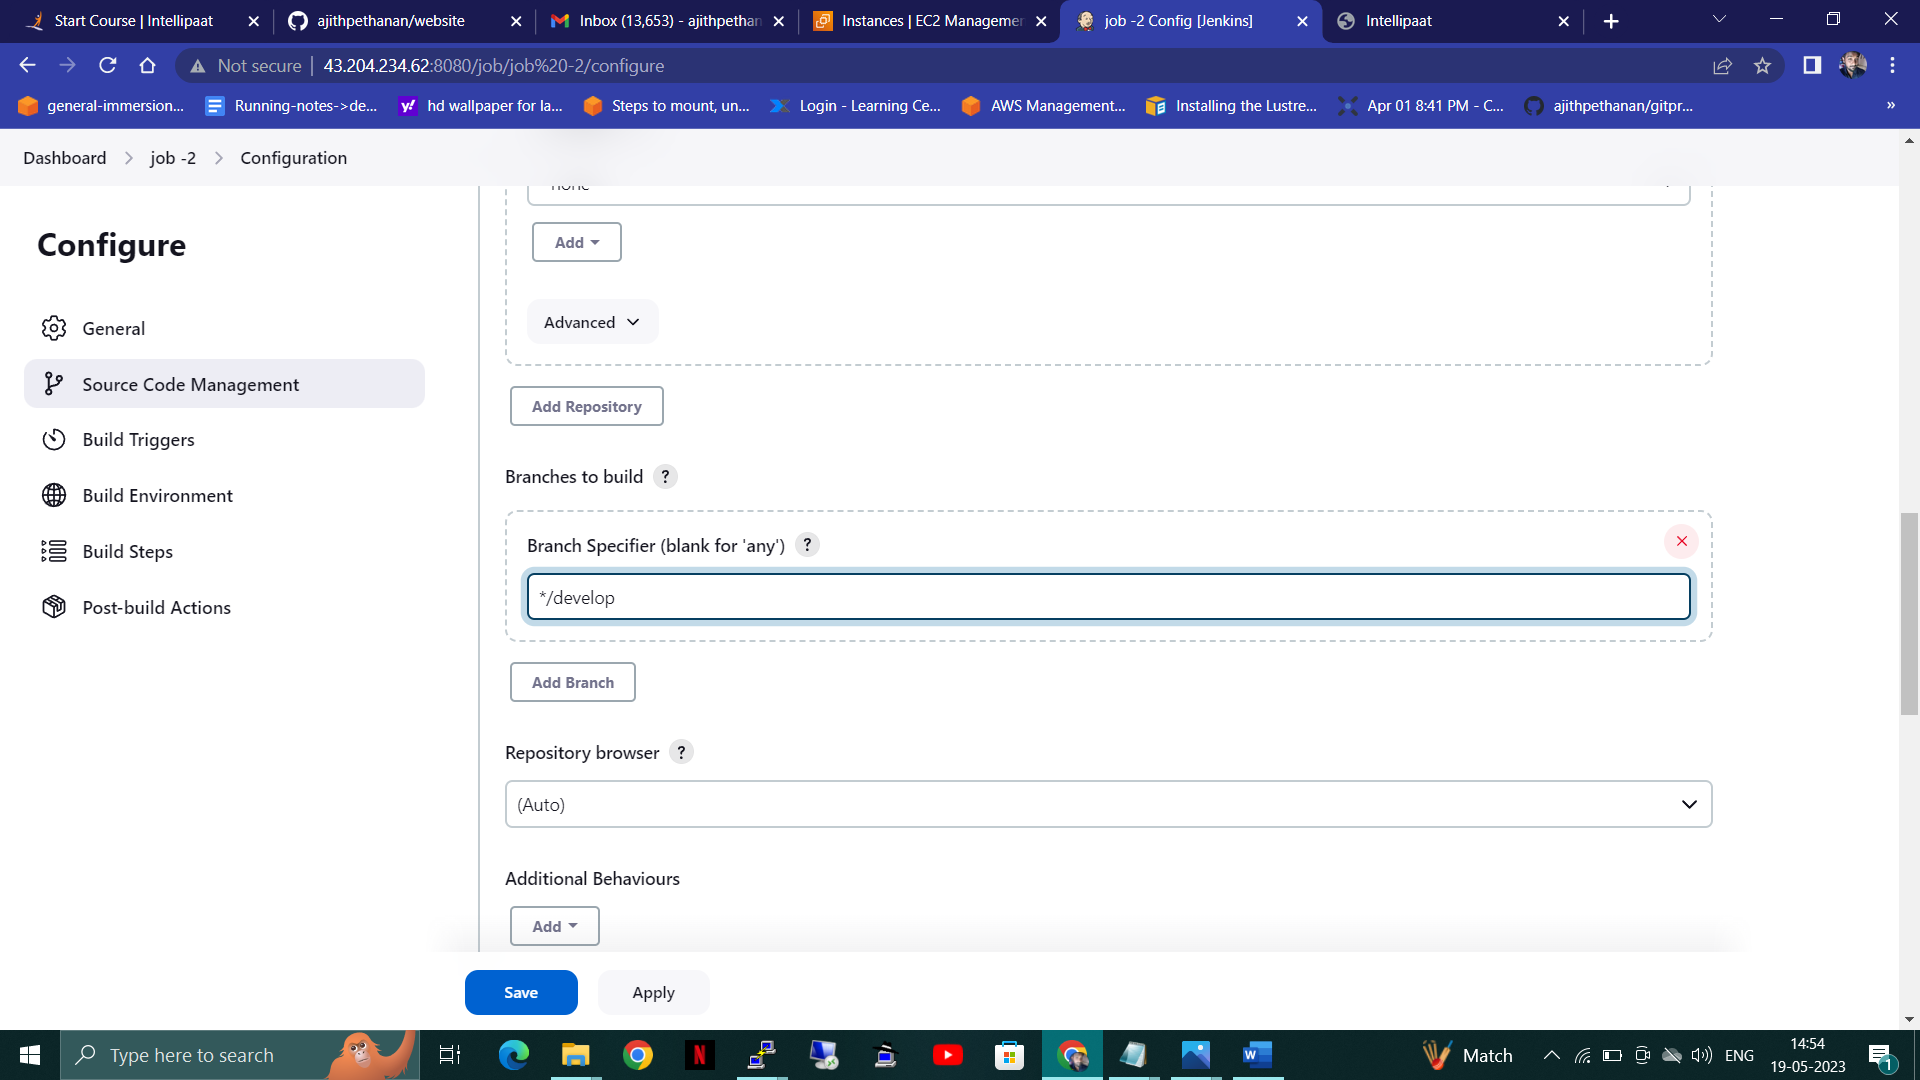 Start Course | Intellipaat
ajithpethanan/website
Inbox (13,653) - ajithpethan
Instances | EC2 Managemer
job -2 Config [Jenkins]
Intellipaat
Not secure
43.204.234.62:8080/job/job%20-2/configure
general-immersion...
Running-notes->de...
hd wallpaper for la...
Steps to mount, un...
Login - Learning Ce...
AWS Management...
Installing the Lustre...
Apr 01 8:41 PM - C...
ajithpethanan/gitpr...
»
Dashboard
job -2
Configuration
Configure
General
Source Code Management
Build Triggers
Build Environment
Build Steps
Post-build Actions
Add
Advanced
Add Repository
Branches to build ?
Branch Specifier (blank for 'any') ?
*/develop
Add Branch
Repository browser ?
(Auto)
Additional Behaviours
Add
Save
Apply
Type here to search
Match
ENG
14:54
19-05-2023
1